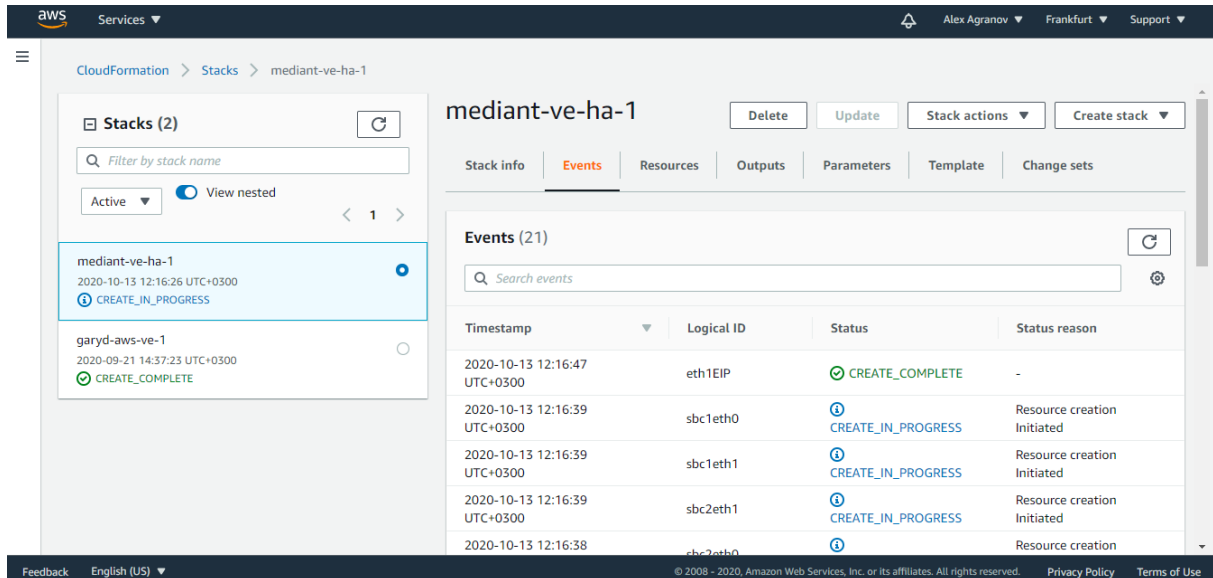 aws Services ▼ Alex Agranov ▼ Frankfurt ▼ Support ▼
CloudFormation > Stacks > mediant-ve-ha-1
Stacks (2)
Filter by stack name
Active ▼ View nested
< 1 >
mediant-ve-ha-1
2020-10-13 12:16:26 UTC+0300
CREATE_IN_PROGRESS
garyd-aws-ve-1
2020-09-21 14:37:23 UTC+0300
CREATE_COMPLETE
mediant-ve-ha-1 Delete Update Stack actions ▼ Create stack ▼
Stack info Events Resources Outputs Parameters Template Change sets
Events (21)
Search events
Timestamp ▼ Logical ID Status Status reason
2020-10-13 12:16:47
UTC+0300 eth1EIP CREATE_COMPLETE -
2020-10-13 12:16:39 Resource creation
UTC+0300 sbc1eth0 CREATE_IN_PROGRESS Initiated
2020-10-13 12:16:39 Resource creation
UTC+0300 sbc1eth1 CREATE_IN_PROGRESS Initiated
2020-10-13 12:16:39 Resource creation
UTC+0300 sbc2eth1 CREATE_IN_PROGRESS Initiated
2020-10-13 12:16:38 sbc2eth0 Resource creation
Feedback English (US) ▼ © 2008 - 2020, Amazon Web Services, Inc. or its affiliates. All rights reserved. Privacy Policy Terms of Use